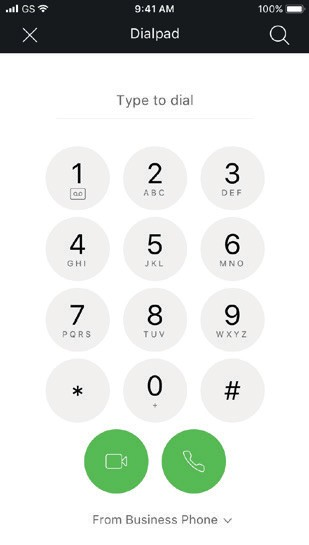 GS 9:41 AM 100%
Dialpad
Type to dial
1 2 3
ABC DEF
4 5 6
GHI JKL MNO
7 8 9
PQRS TUV WXYZ
* 0 #
+
From Business Phone